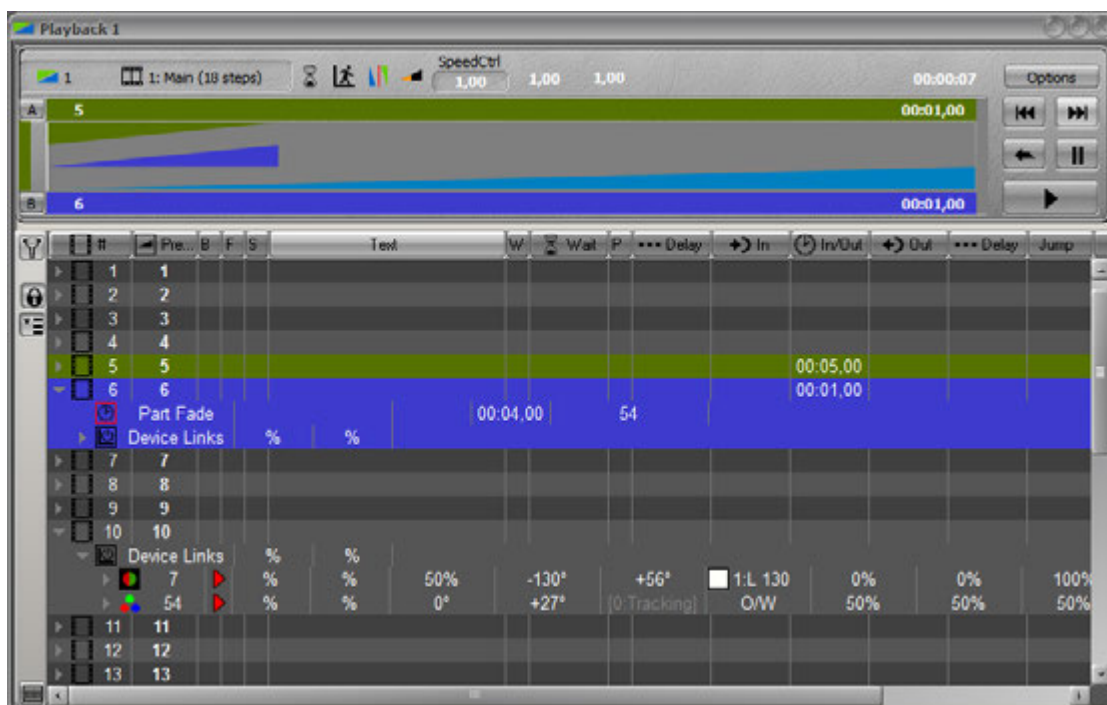 Playback 1
SpeedCtrl
1 1: Main (18 steps) 1,00 1,00 1,00 00:00:07 Options
A 5 00:01,00
B 6 00:01,00
# Pre... B F S Text W Wait P Delay In In/Out Out Delay Jump
1 1
2 2
3 3
4 4
5 5 00:05,00
6 6 00:01,00
Part Fade 00:04,00 54
Device Links % %
7 7
8 8
9 9
10 10
Device Links % %
7 % % 50% -130° +56° 1:L 130 0% 0% 100%
54 % % 0° +27° [0:Tracking] O/W 50% 50% 50%
11 11
12 12
13 13